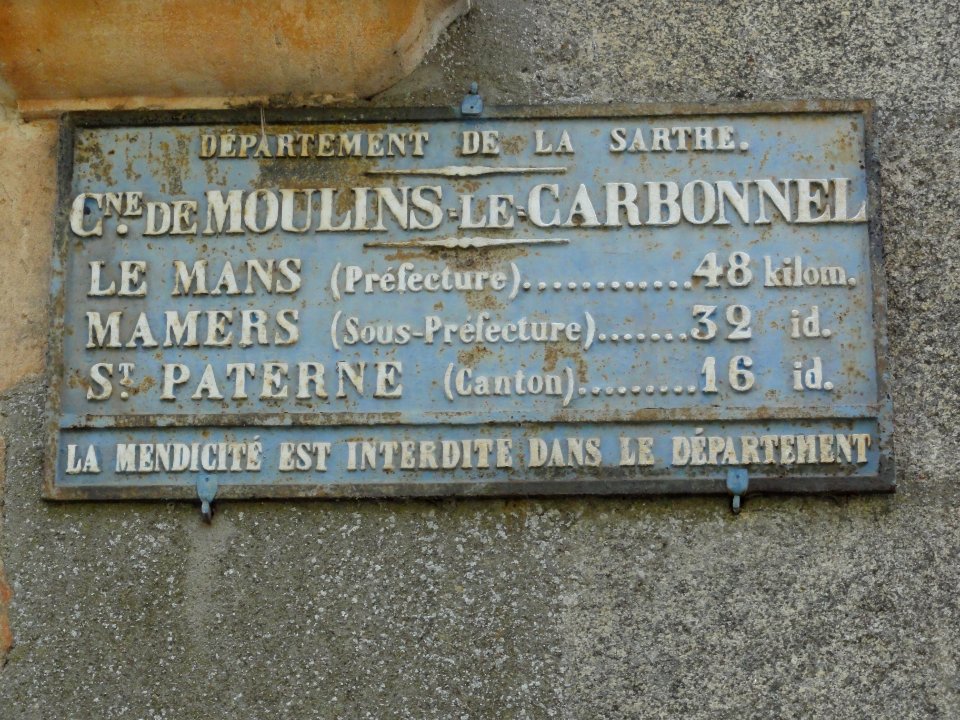 DÉPARTEMENT DE LA SARTHE.
CNE. DE MOULINS-LE-CARBONNEL
LE MANS (Préfecture).............. 48 kilom.
MAMERS (Sous-Préfecture)....... 32 id.
ST. PATERNE (Canton).......... 16 id.
LA MENDICITÉ EST INTERDITE DANS LE DÉPARTEMENT